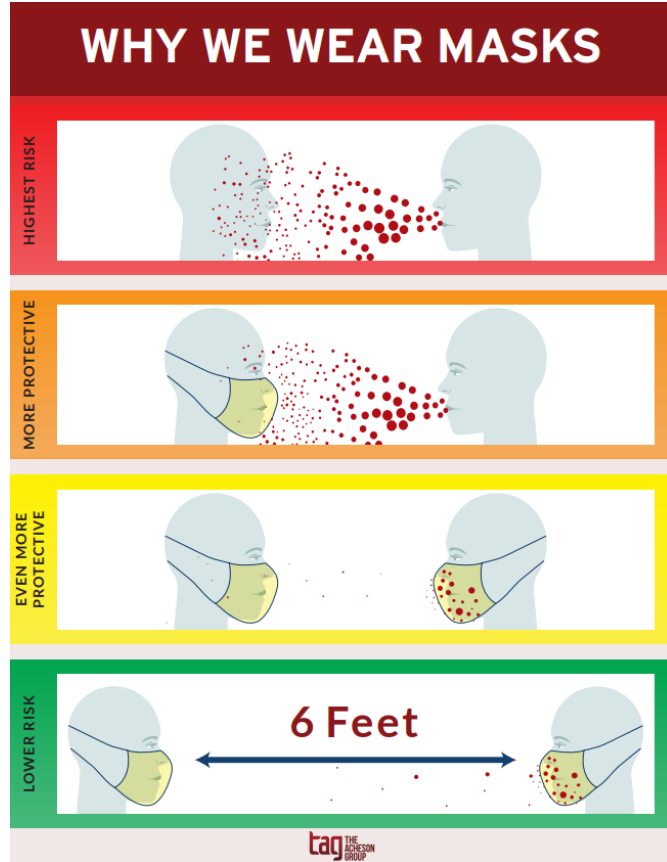 WHY WE WEAR MASKS
HIGHEST RISK
MORE PROTECTIVE
EVEN MORE
PROTECTIVE
LOWER RISK
6 Feet
tag THE
ACHESON
GROUP